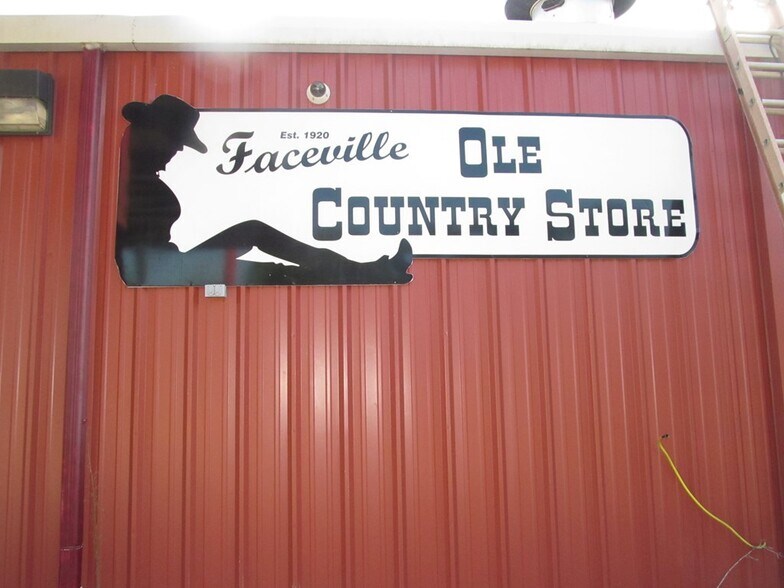 Est. 1920
Faceville OLE
COUNTRY STORE